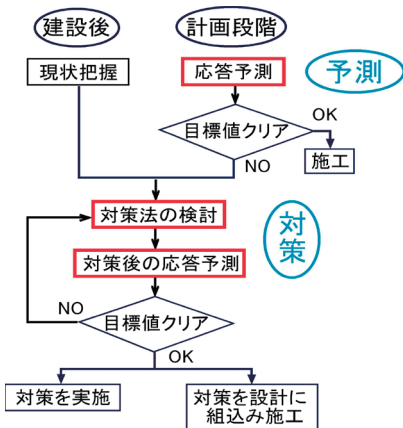 建設後
計画段階
現状把握
応答予測
予測
目標値クリア
OK
NO
施工
対策法の検討
対策
対策後の応答予測
NO
目標値クリア
OK
対策を実施
対策を設計に
組込み施工